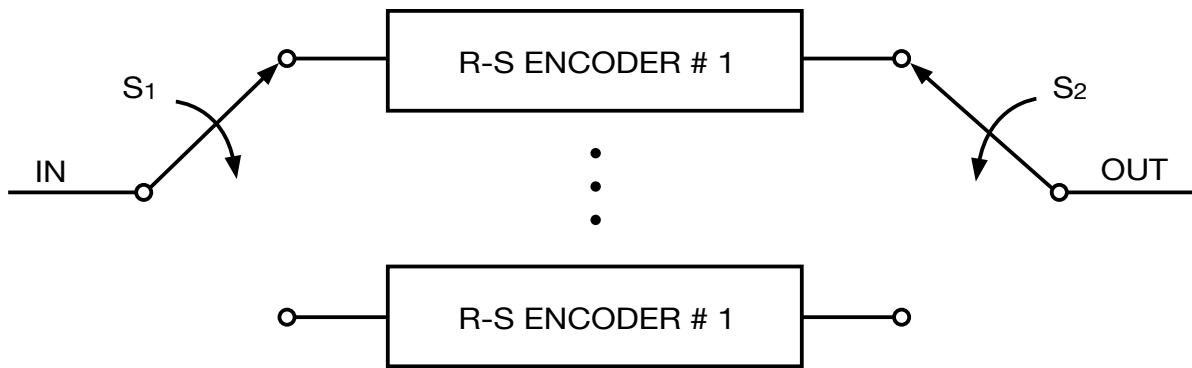 R-S ENCODER # 1
S1
S2
IN
OUT
R-S ENCODER # 1